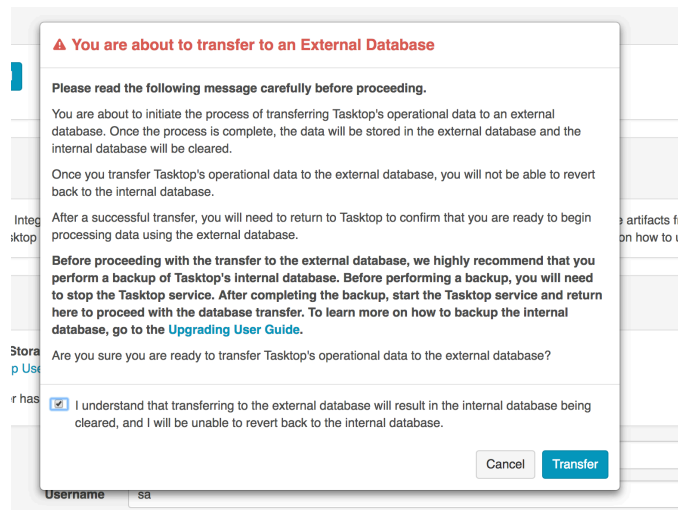 You are about to transfer to an External Database
Please read the following message carefully before proceeding.
You are about to initiate the process of transferring Tasktop's operational data to an external
database. Once the process is complete, the data will be stored in the external database and the
internal database will be cleared.
Once you transfer Tasktop's operational data to the external database, you will not be able to revert
back to the internal database.
After a successful transfer, you will need to return to Tasktop to confirm that you are ready to begin
processing data using the external database.
Before proceeding with the transfer to the external database, we highly recommend that you
perform a backup of Tasktop's internal database. Before performing a backup, you will need
to stop the Tasktop service. After completing the backup, start the Tasktop service and return
here to proceed with the database transfer. To learn more on how to backup the internal
database, go to the Upgrading User Guide.
Are you sure you are ready to transfer Tasktop's operational data to the external database?
I understand that transferring to the external database will result in the internal database being
cleared, and I will be unable to revert back to the internal database.
Cancel Transfer
Integ
e artifacts f
sktop
on how to
Stora
p Use
r has
Username sa